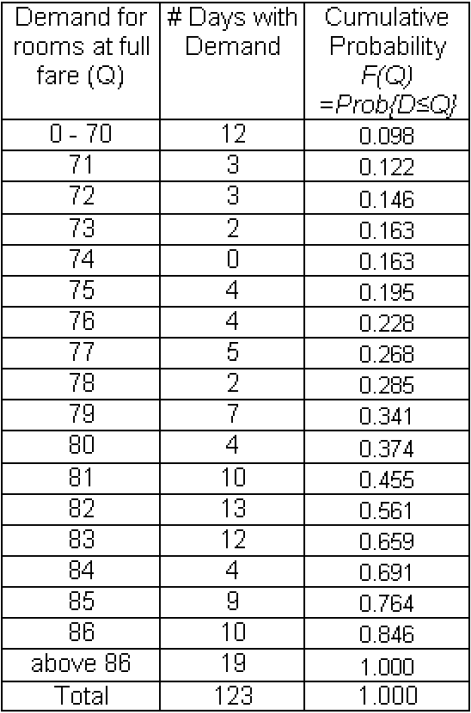 Demand for rooms at full fare (Q) | # Days with Demand | Cumulative Probability F(Q) =Prob{D≤Q}
0 - 70 | 12 | 0.098
71 | 3 | 0.122
72 | 3 | 0.146
73 | 2 | 0.163
74 | 0 | 0.163
75 | 4 | 0.195
76 | 4 | 0.228
77 | 5 | 0.268
78 | 2 | 0.285
79 | 7 | 0.341
80 | 4 | 0.374
81 | 10 | 0.455
82 | 13 | 0.561
83 | 12 | 0.659
84 | 4 | 0.691
85 | 9 | 0.764
86 | 10 | 0.846
above 86 | 19 | 1.000
Total | 123 | 1.000